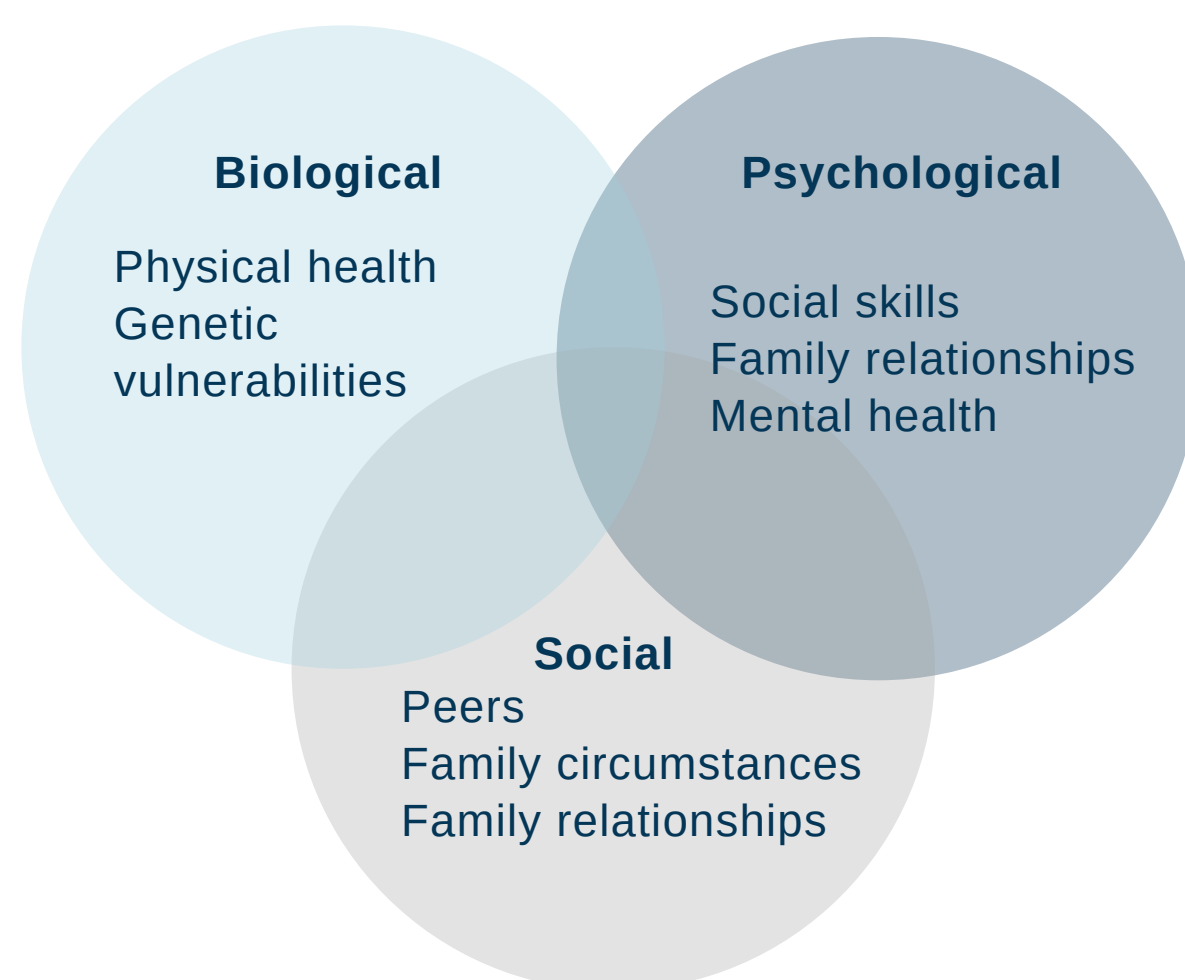 Biological
Physical health
Genetic
vulnerabilities
Psychological
Social skills
Family relationships
Mental health
Social
Peers
Family circumstances
Family relationships